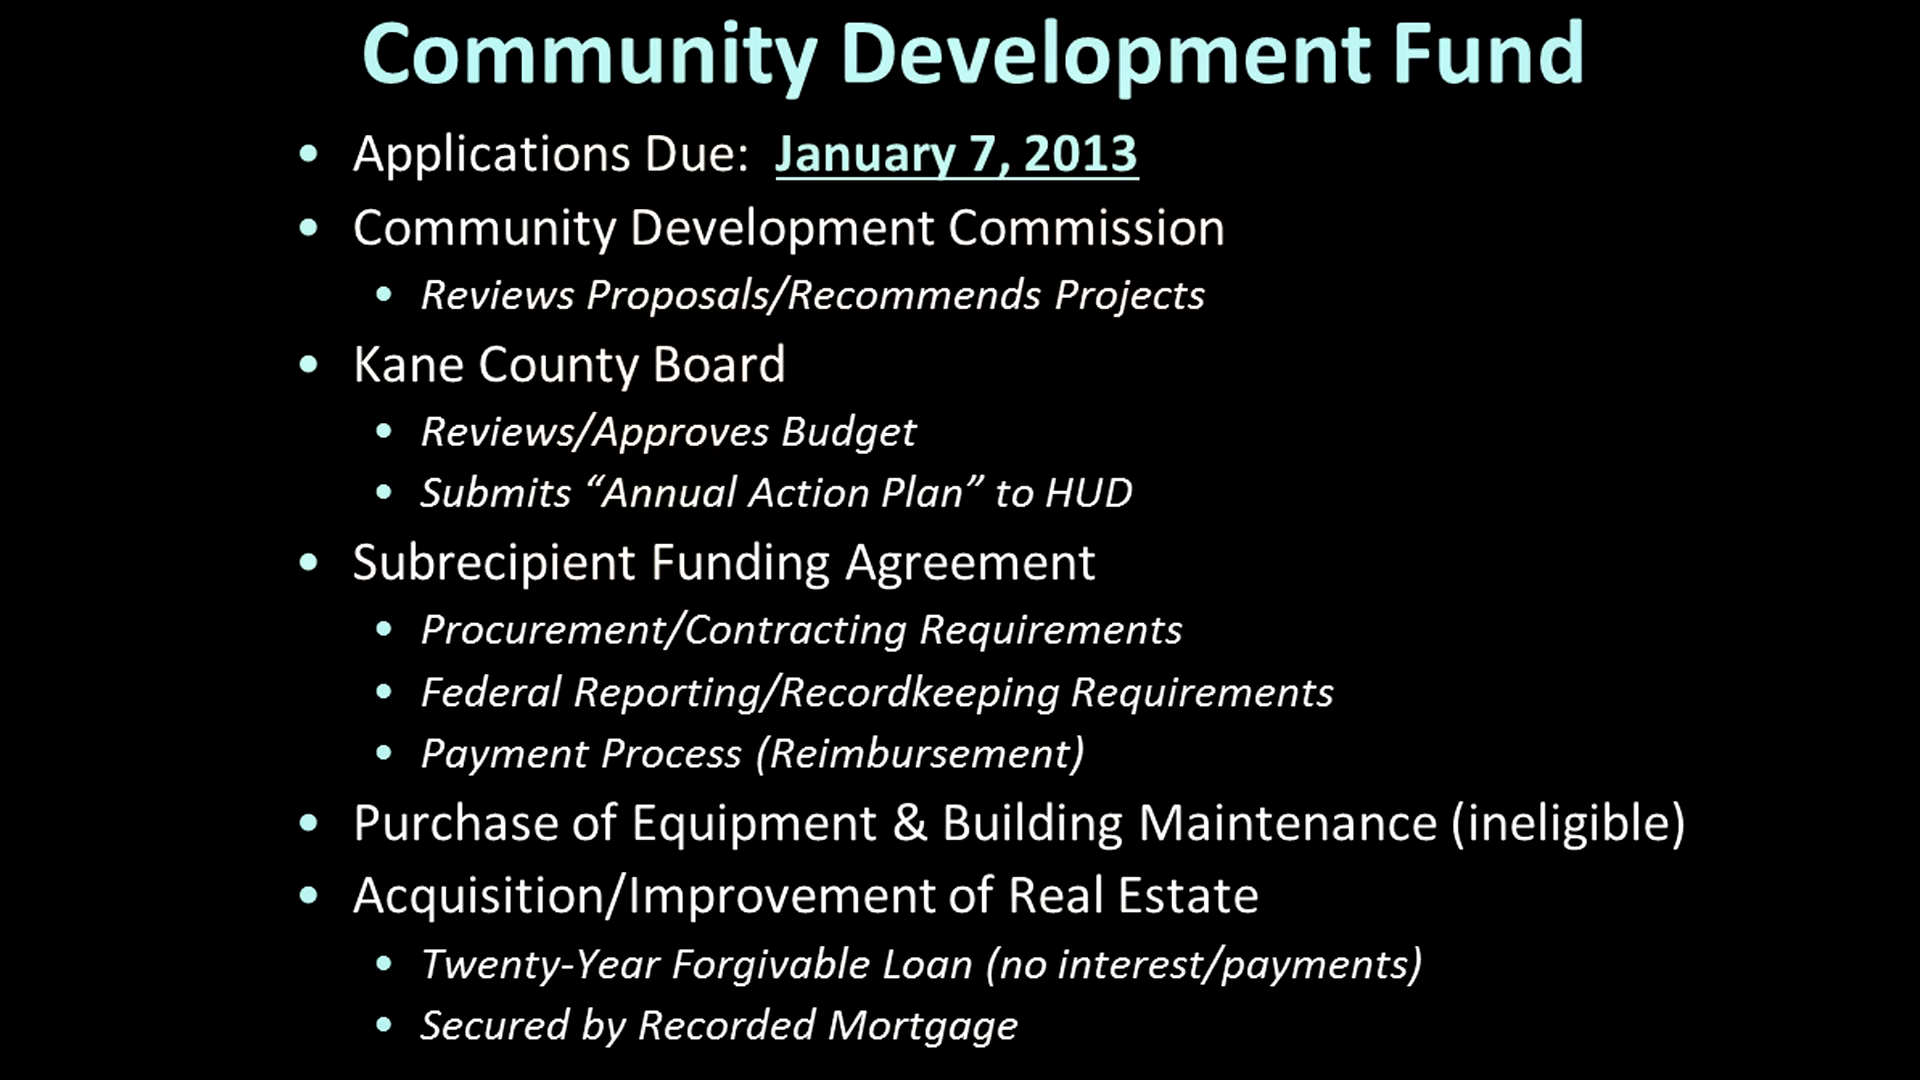 Community Development Fund
• Applications Due: January 7, 2013
• Community Development Commission
• Reviews Proposals/Recommends Projects
• Kane County Board
• Reviews/Approves Budget
• Submits “Annual Action Plan” to HUD
• Subrecipient Funding Agreement
• Procurement/Contracting Requirements
• Federal Reporting/Recordkeeping Requirements
• Payment Process (Reimbursement)
• Purchase of Equipment & Building Maintenance (ineligible)
• Acquisition/Improvement of Real Estate
• Twenty-Year Forgivable Loan (no interest/payments)
• Secured by Recorded Mortgage